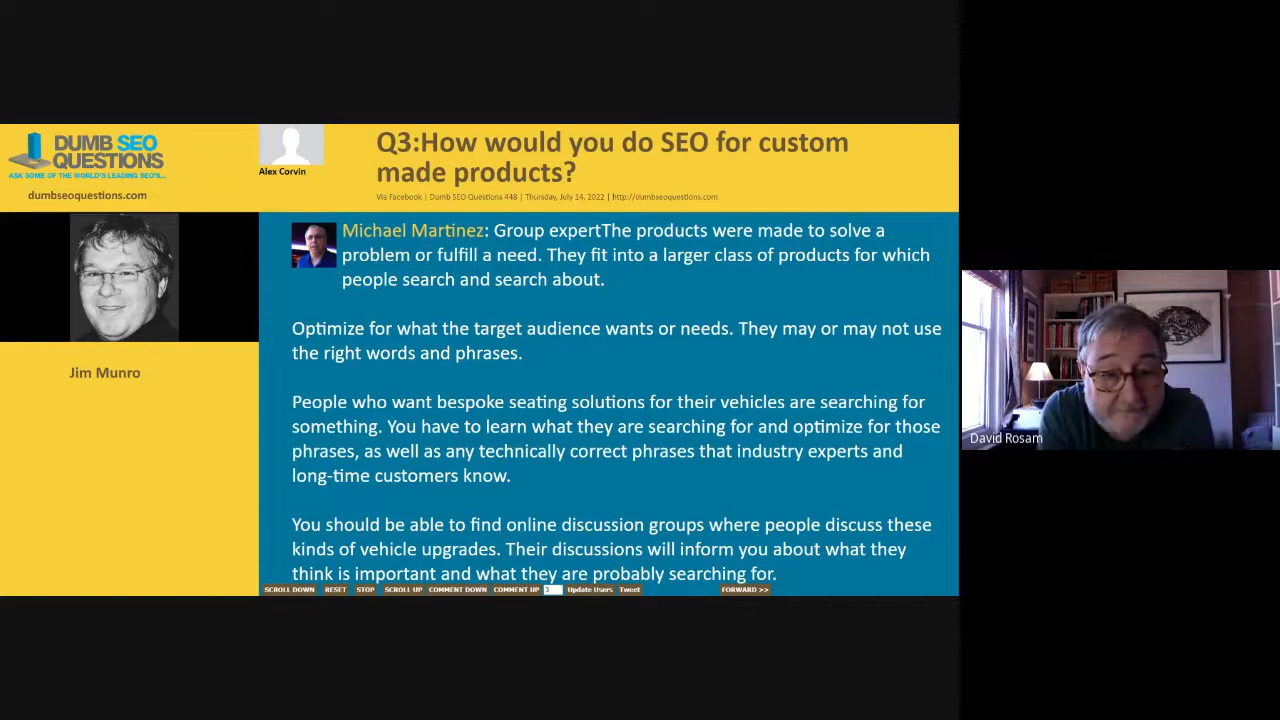 DUMB SEO
QUESTIONS
ASK SOME OF THE WORLD'S LEADING SEO'S...
dumbseoquestions.com
Alex Corvin
Q3:How would you do SEO for custom
made products?
Via Facebook | Dumb SEO Questions 448 | Thursday, July 14, 2022 | http://dumbseoquestions.com
Jim Munro
Michael Martinez: Group expertThe products were made to solve a
problem or fulfill a need. They fit into a larger class of products for which
people search and search about.
Optimize for what the target audience wants or needs. They may or may not use
the right words and phrases.
People who want bespoke seating solutions for their vehicles are searching for
something. You have to learn what they are searching for and optimize for those
phrases, as well as any technically correct phrases that industry experts and
long-time customers know.
You should be able to find online discussion groups where people discuss these
kinds of vehicle upgrades. Their discussions will inform you about what they
think is important and what they are probably searching for.
SCROLL DOWN RESET STOP SCROLL UP COMMENT DOWN COMMENT UP 3 Update Users Tweet FORWARD >>
David Rosam